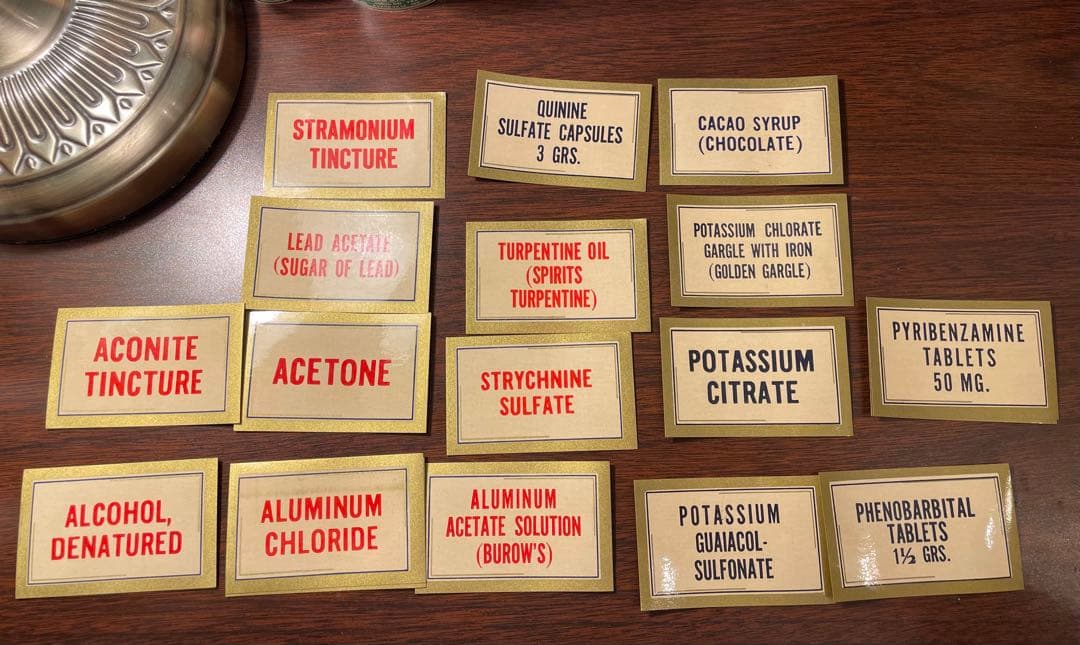 STRAMONIUM
TINCTURE
QUININE
SULFATE CAPSULES
3 GRS.
CACAO SYRUP
(CHOCOLATE)
LEAD ACETATE
(SUGAR OF LEAD)
TURPENTINE OIL
(SPIRITS
TURPENTINE)
POTASSIUM CHLORATE
GARGLE WITH IRON
(GOLDEN GARGLE)
ACONITE
TINCTURE
ACETONE
STRYCHNINE
SULFATE
POTASSIUM
CITRATE
PYRIBENZAMINE
TABLETS
50 MG.
ALCOHOL,
DENATURED
ALUMINUM
CHLORIDE
ALUMINUM
ACETATE SOLUTION
(BUROW'S)
POTASSIUM
GUAIACOL-
SULFONATE
PHENOBARBITAL
TABLETS
1½ GRS.